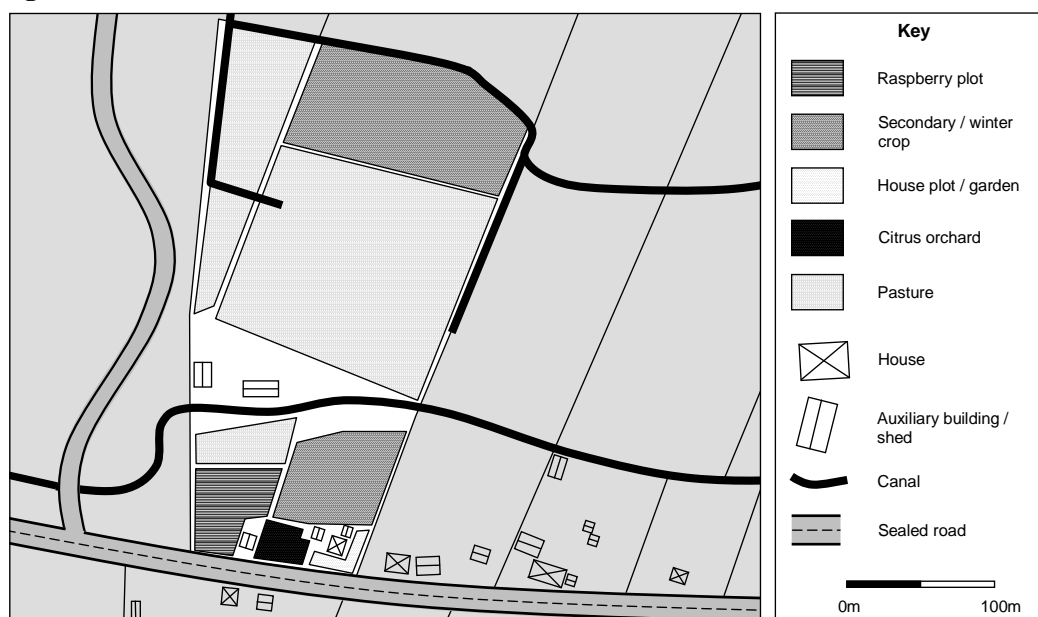 Key
Raspberry plot
Secondary / winter
crop
House plot / garden
Citrus orchard
Pasture
House
Auxiliary building /
shed
Canal
Sealed road
0m 100m